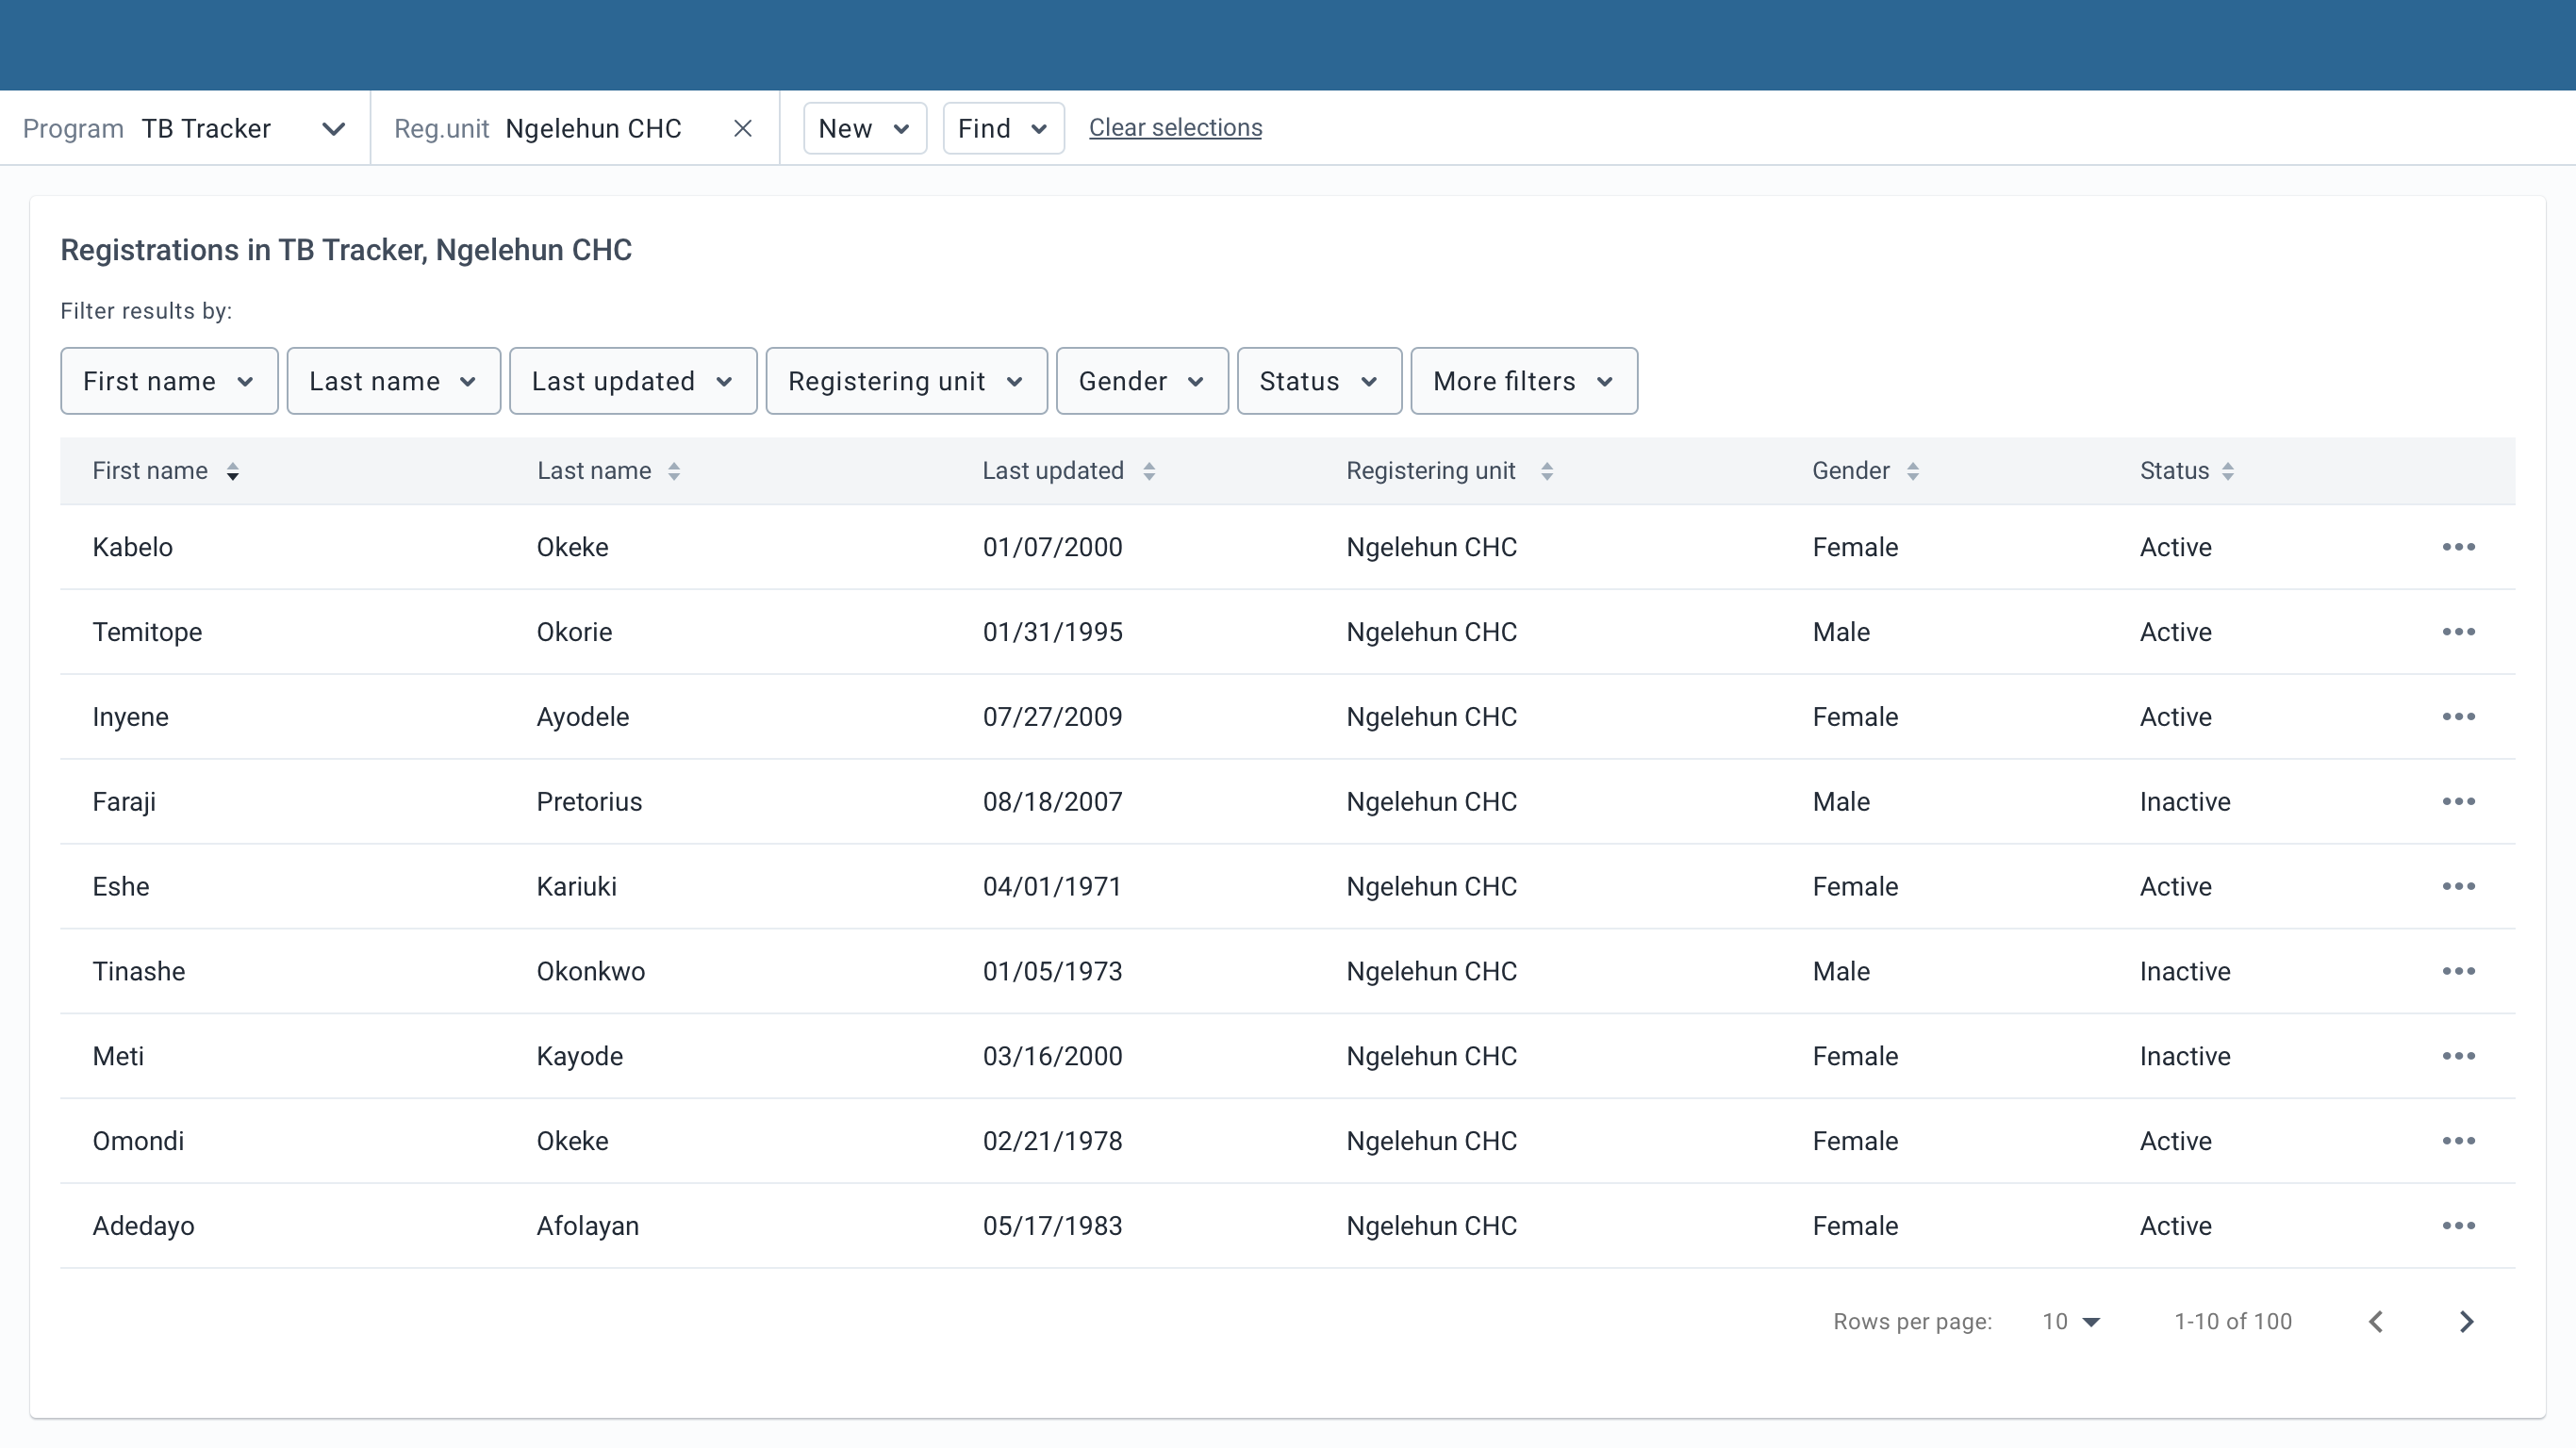 Program TB Tracker Reg.unit Ngelehun CHC New Find Clear selections
Registrations in TB Tracker, Ngelehun CHC
Filter results by:
First name Last name Last updated Registering unit Gender Status More filters
First name Last name Last updated Registering unit Gender Status
Kabelo Okeke 01/07/2000 Ngelehun CHC Female Active
Temitope Okorie 01/31/1995 Ngelehun CHC Male Active
Inyene Ayodele 07/27/2009 Ngelehun CHC Female Active
Faraji Pretorius 08/18/2007 Ngelehun CHC Male Inactive
Eshe Kariuki 04/01/1971 Ngelehun CHC Female Active
Tinashe Okonkwo 01/05/1973 Ngelehun CHC Male Inactive
Meti Kayode 03/16/2000 Ngelehun CHC Female Inactive
Omondi Okeke 02/21/1978 Ngelehun CHC Female Active
Adedayo Afolayan 05/17/1983 Ngelehun CHC Female Active
Rows per page: 10 1-10 of 100